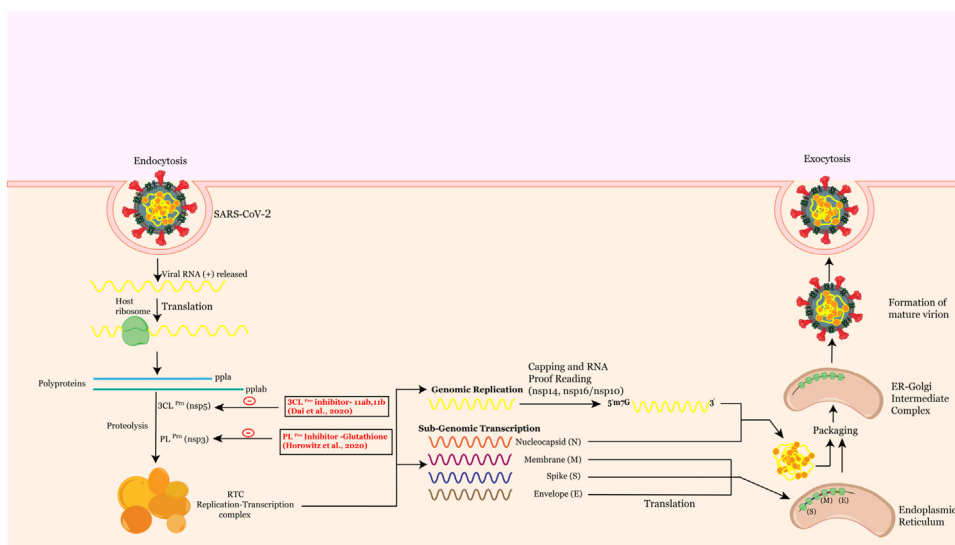 Endocytosis
SARS-CoV-2
Viral RNA (+) released
Host
ribosome
Translation
Polyproteins
ppla
pplab
3CL Pro (nsp5)
3CL Pro inhibitor- 11ab,11b
(Dai et al., 2020)
Proteolysis
PL Pro (nsp3)
PL Pro Inhibitor -Glutathione
(Horowitz et al., 2020)
RTC
Replication-Transcription
complex
Genomic Replication
Capping and RNA
Proof Reading
(nsp14, nsp16/nsp10)
5'm7G
3'
Sub-Genomic Transcription
Nucleocapsid (N)
Membrane (M)
Spike (S)
Envelope (E)
Translation
Exocytosis
Formation of
mature virion
ER-Golgi
Intermediate
Complex
Packaging
(S)
(M)
(E)
Endoplasmic
Reticulum